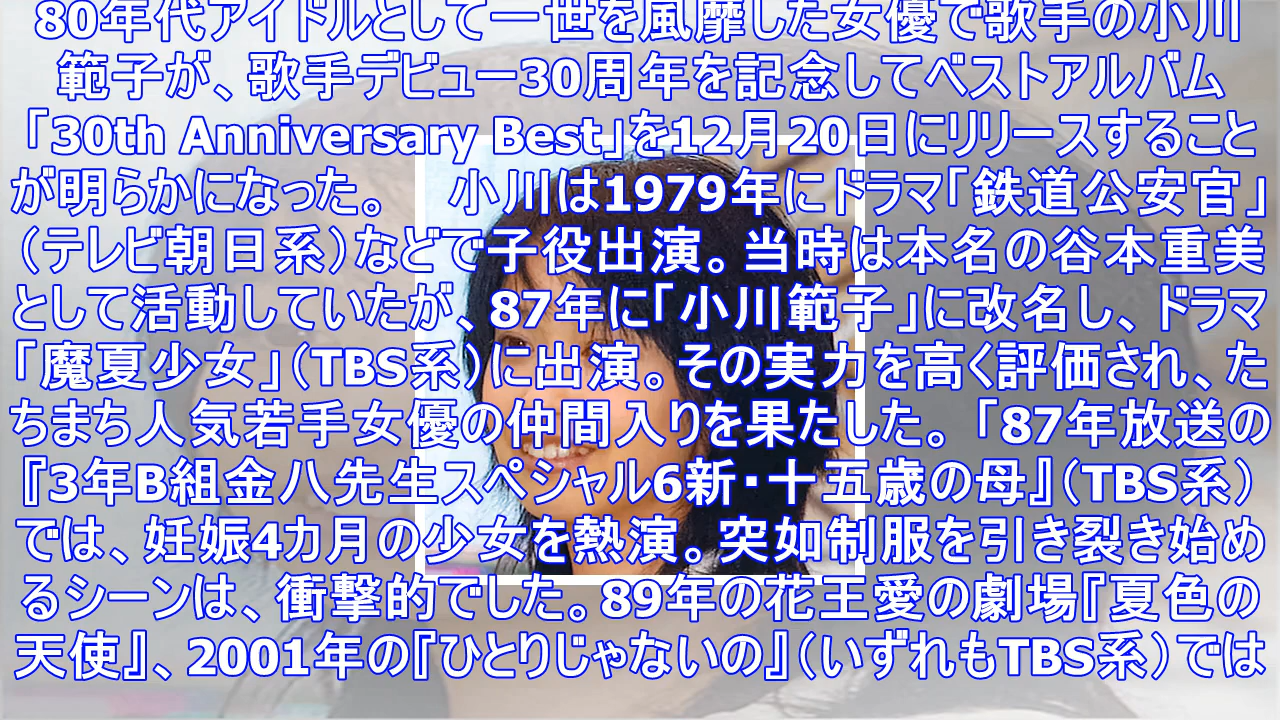 80年代アイドルとして一世を風靡した女優で歌手の小川
範子が、歌手デビュー30周年を記念してベストアルバム
「30th Anniversary Best」を12月20日にリリースすること
が明らかになった。　小川は1979年にドラマ「鉄道公安官」
（テレビ朝日系）などで子役出演。当時は本名の谷本重美
として活動していたが、87年に「小川範子」に改名し、ドラマ
「魔夏少女」（TBS系）に出演。その実力を高く評価され、た
ちまち人気若手女優の仲間入りを果たした。「87年放送の
『3年B組金八先生スペシャル6新・十五歳の母』（TBS系）
では、妊娠4カ月の少女を熱演。突如制服を引き裂き始め
るシーンは、衝撃的でした。89年の花王愛の劇場『夏色の
天使』、2001年の『ひとりじゃないの』（いずれもTBS系）では